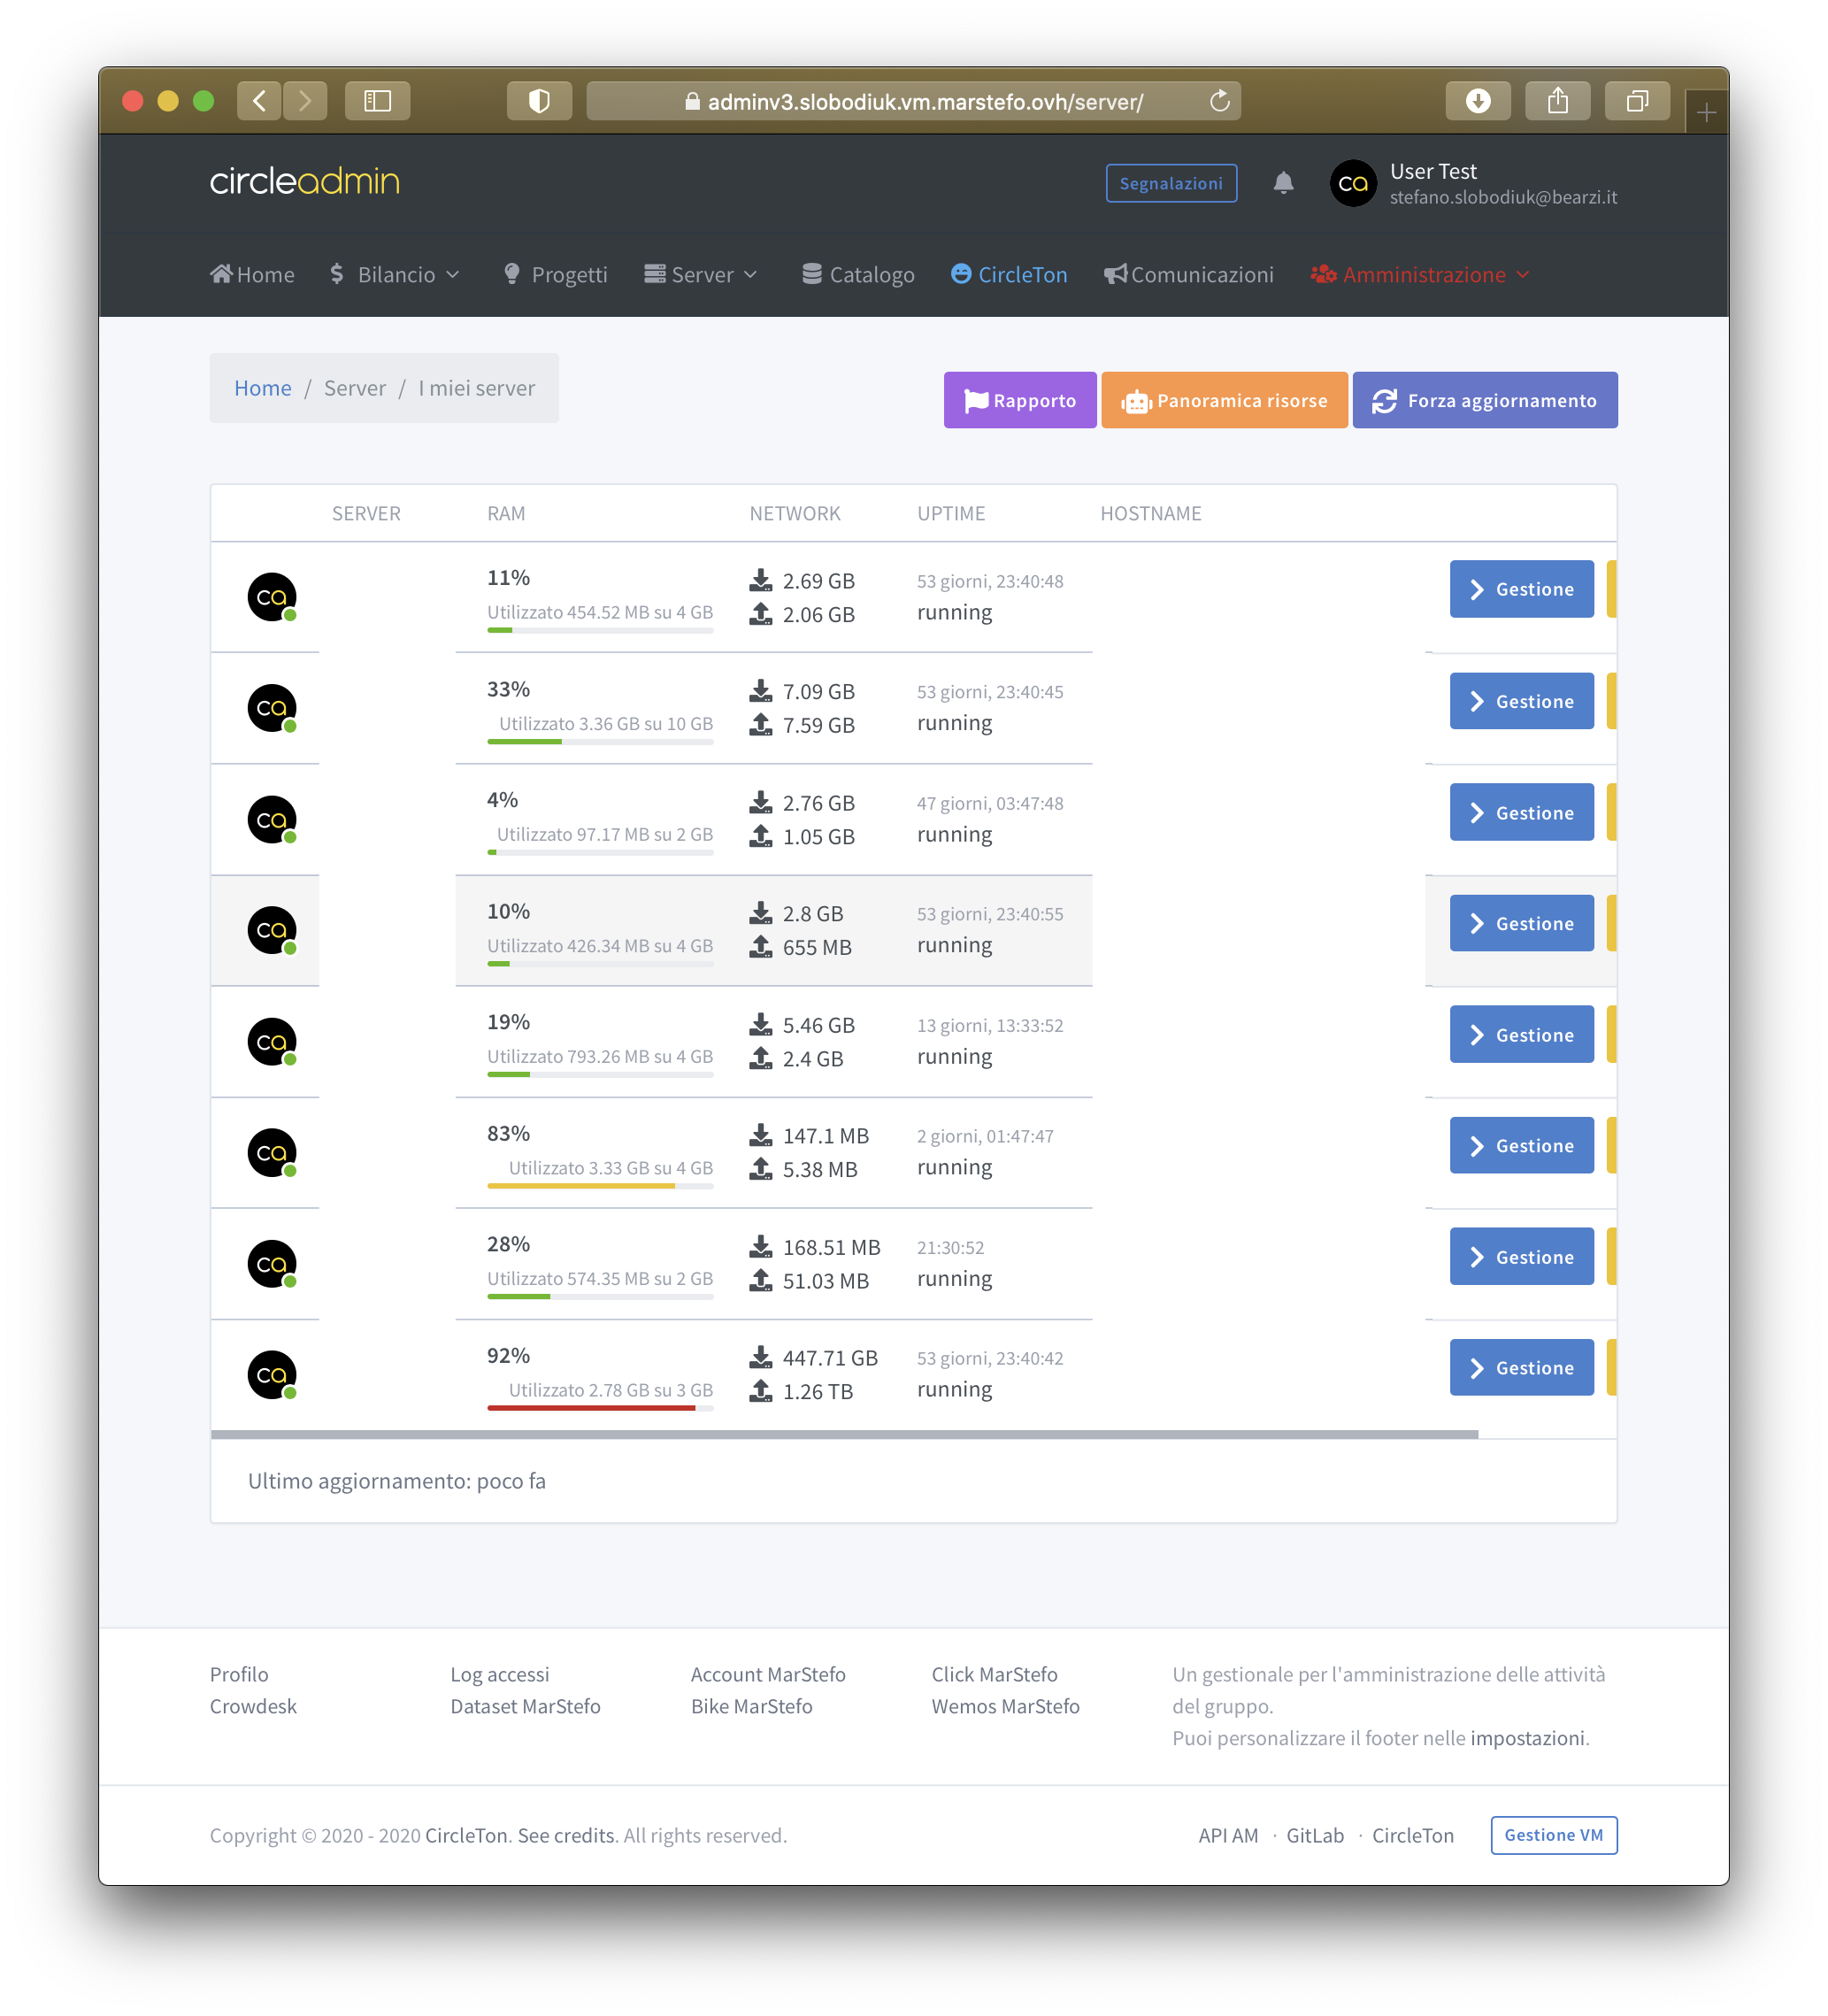 adminv3.slobodiuk.vm.marstefo.ovh/server/
circleadmin
Segnalazioni
ca
User Test
stefano.slobodiuk@bearzi.it
Home
Bilancio
Progetti
Server
Catalogo
CircleTon
Comunicazioni
Amministrazione
Home / Server / I miei server
Rapporto
Panoramica risorse
Forza aggiornamento
SERVER RAM NETWORK UPTIME HOSTNAME
ca
11%
Utilizzato 454.52 MB su 4 GB
2.69 GB
2.06 GB
53 giorni, 23:40:48
running
Gestione
ca
33%
Utilizzato 3.36 GB su 10 GB
7.09 GB
7.59 GB
53 giorni, 23:40:45
running
Gestione
ca
4%
Utilizzato 97.17 MB su 2 GB
2.76 GB
1.05 GB
47 giorni, 03:47:48
running
Gestione
ca
10%
Utilizzato 426.34 MB su 4 GB
2.8 GB
655 MB
53 giorni, 23:40:55
running
Gestione
ca
19%
Utilizzato 793.26 MB su 4 GB
5.46 GB
2.4 GB
13 giorni, 13:33:52
running
Gestione
ca
83%
Utilizzato 3.33 GB su 4 GB
147.1 MB
5.38 MB
2 giorni, 01:47:47
running
Gestione
ca
28%
Utilizzato 574.35 MB su 2 GB
168.51 MB
51.03 MB
21:30:52
running
Gestione
ca
92%
Utilizzato 2.78 GB su 3 GB
447.71 GB
1.26 TB
53 giorni, 23:40:42
running
Gestione
Ultimo aggiornamento: poco fa
Profilo
Crowdesk
Log accessi
Dataset MarStefo
Account MarStefo
Bike MarStefo
Click MarStefo
Wemos MarStefo
Un gestionale per l'amministrazione delle attività
del gruppo.
Puoi personalizzare il footer nelle impostazioni.
Copyright © 2020 - 2020 CircleTon. See credits. All rights reserved.
API AM · GitLab · CircleTon
Gestione VM